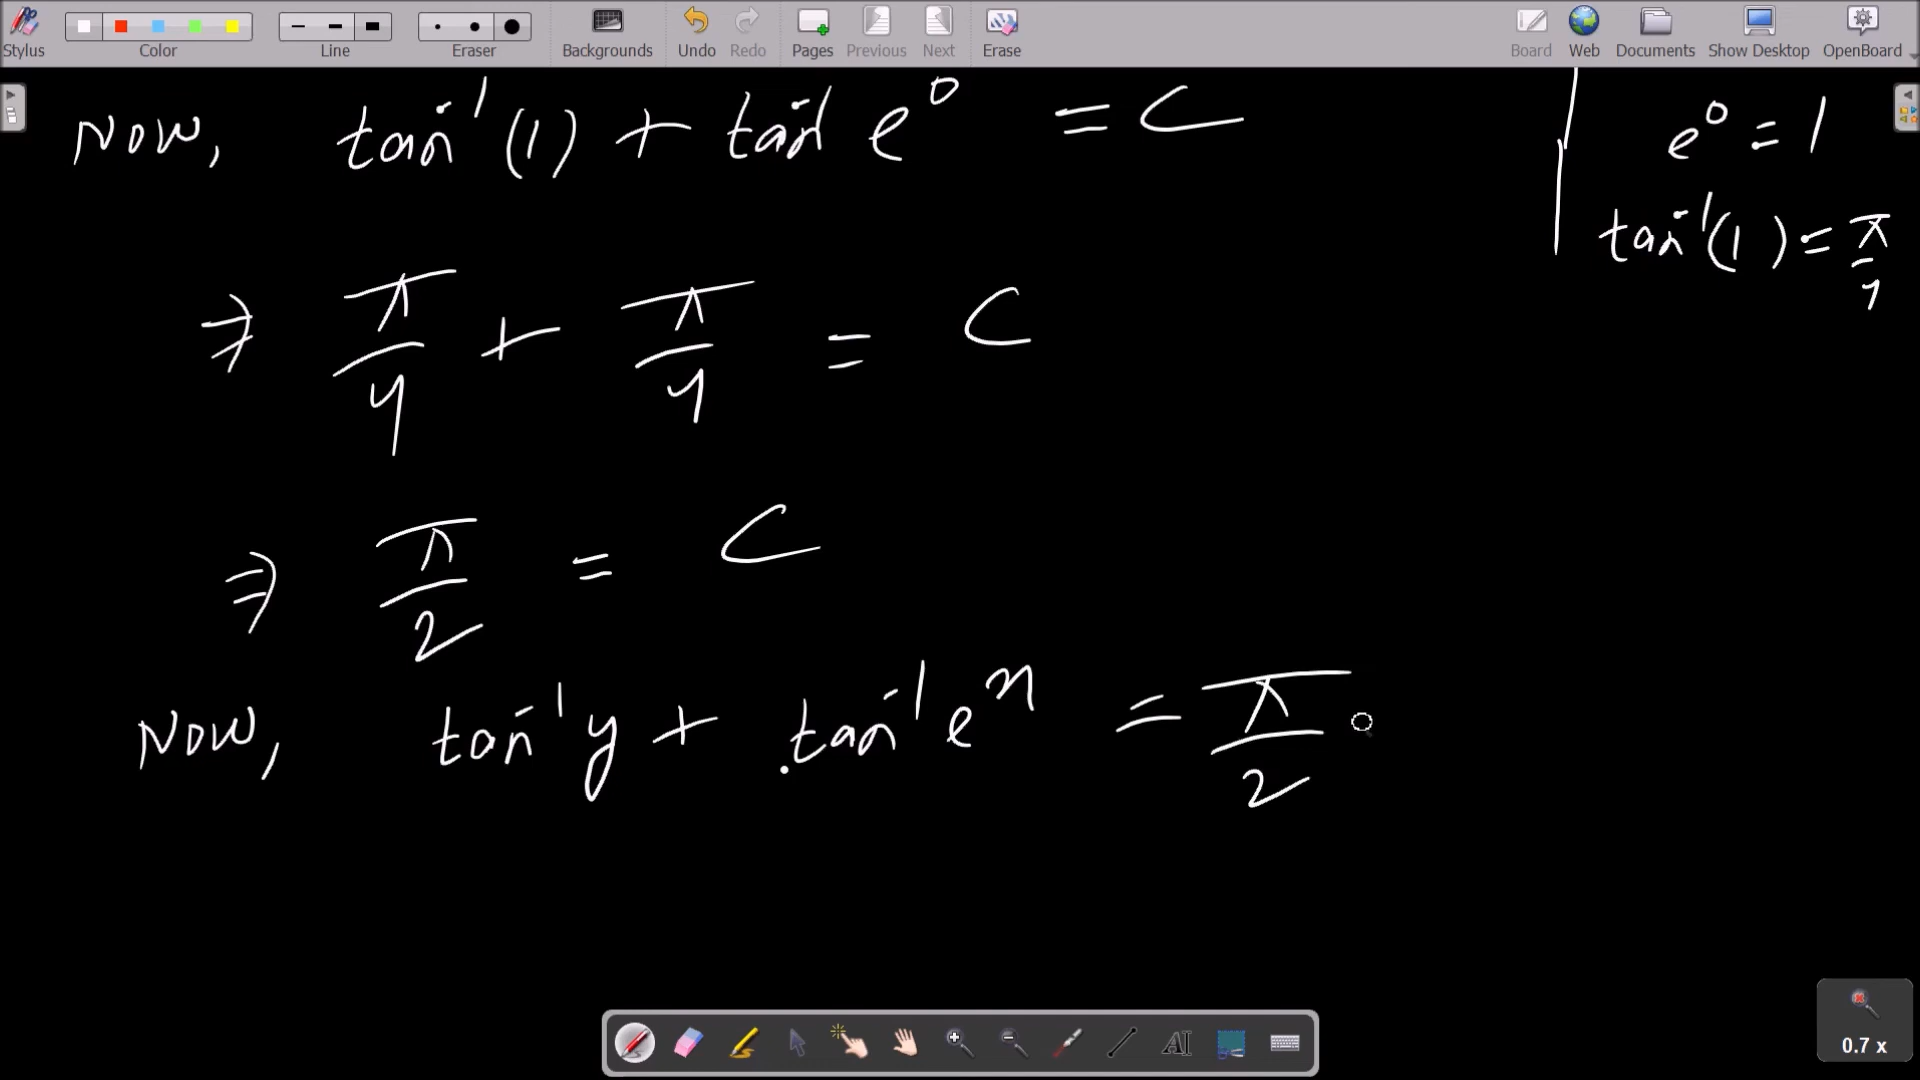 Stylus Color Line Eraser Backgrounds Undo Redo Pages Previous Next Erase Board Web Documents Show Desktop OpenBoard
Now, tan⁻¹(1) + tan⁻¹ e⁰ = C
e⁰ = 1
tan⁻¹(1) = π/4
⇒ π/4 + π/4 = C
⇒ π/2 = C
Now, tan⁻¹y + tan⁻¹ eˣ = π/2
0.7 x